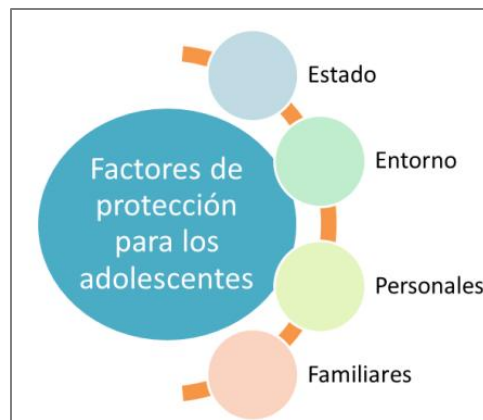 Factores de
protección
para los
adolescentes
Estado
Entorno
Personales
Familiares